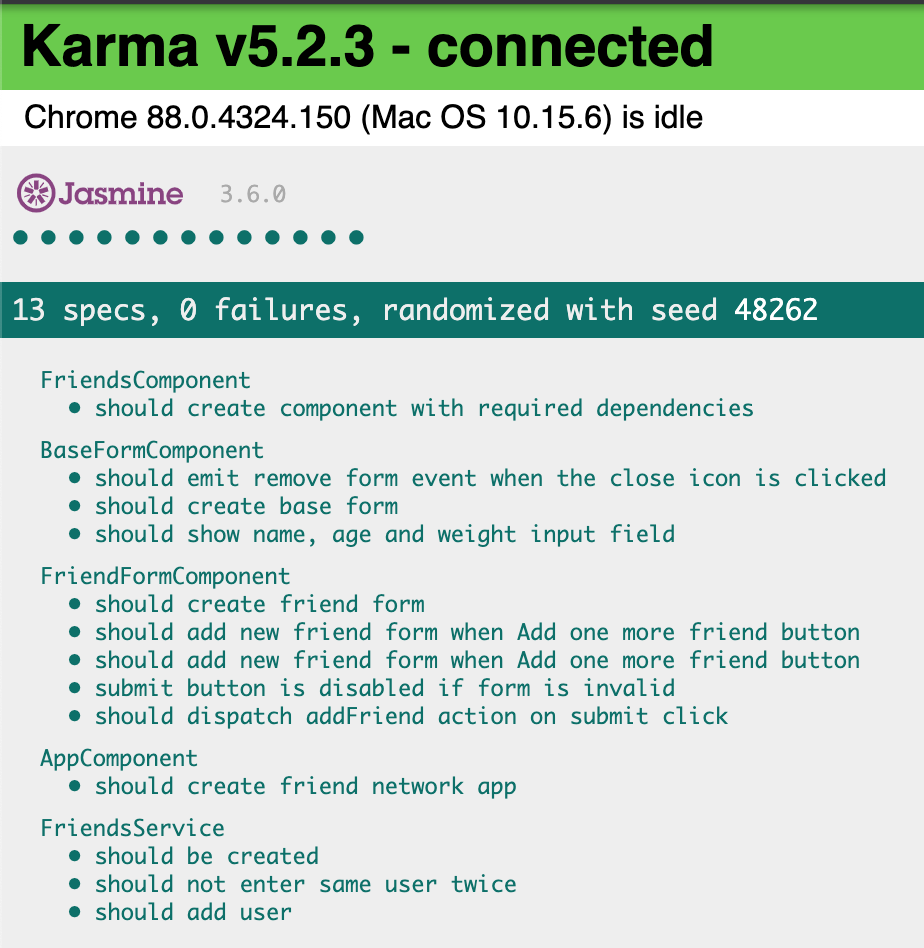 Karma v5.2.3 - connected
Chrome 88.0.4324.150 (Mac OS 10.15.6) is idle
Jasmine 3.6.0
13 specs, 0 failures, randomized with seed 48262
FriendsComponent
• should create component with required dependencies
BaseFormComponent
• should emit remove form event when the close icon is clicked
• should create base form
• should show name, age and weight input field
FriendFormComponent
• should create friend form
• should add new friend form when Add one more friend button
• should add new friend form when Add one more friend button
• submit button is disabled if form is invalid
• should dispatch addFriend action on submit click
AppComponent
• should create friend network app
FriendsService
• should be created
• should not enter same user twice
• should add user